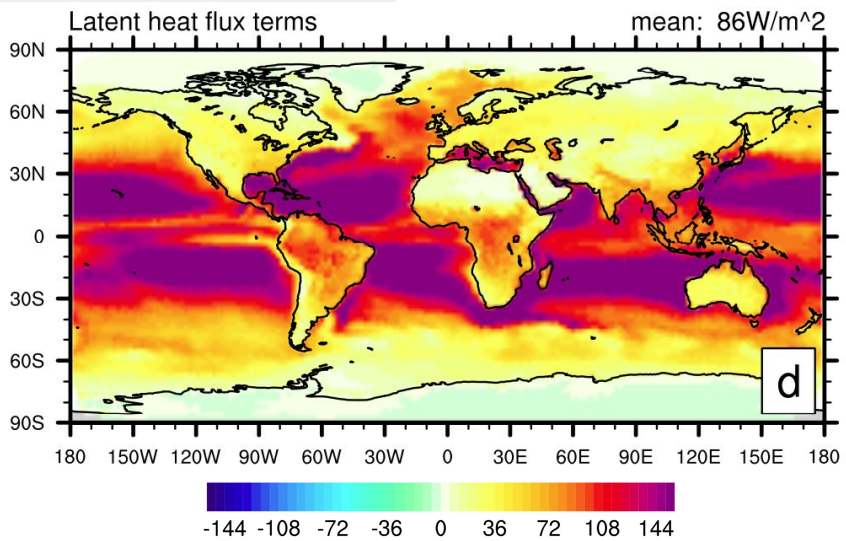 Latent heat flux terms mean: 86W/m^2
90N
60N
30N
0
30S
60S
90S
d
180 150W 120W 90W 60W 30W 0 30E 60E 90E 120E 150E 180
-144 -108 -72 -36 0 36 72 108 144